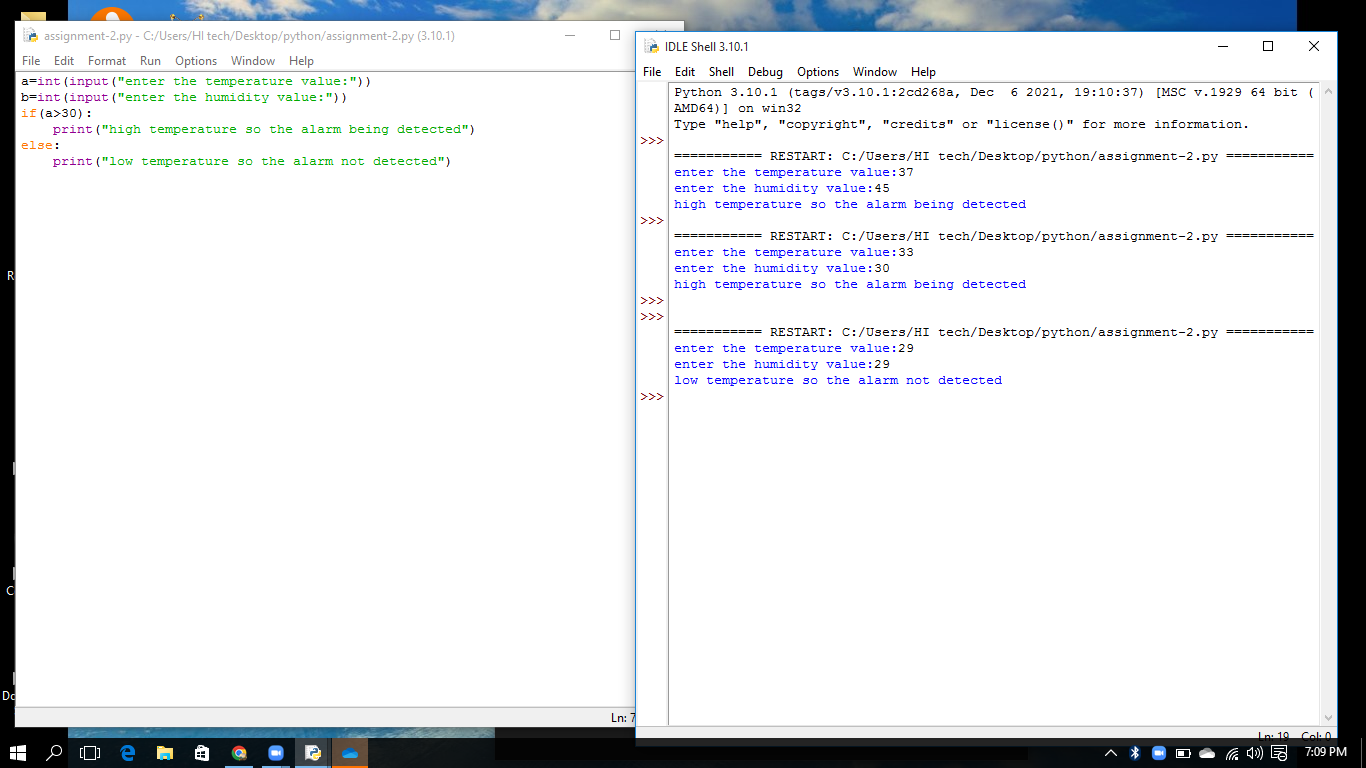 assignment-2.py - C:/Users/HI tech/Desktop/python/assignment-2.py (3.10.1)
File Edit Format Run Options Window Help
a=int(input("enter the temperature value:"))
b=int(input("enter the humidity value:"))
if(a>30):
    print("high temperature so the alarm being detected")
else:
    print("low temperature so the alarm not detected")
Ln: 7
IDLE Shell 3.10.1
File Edit Shell Debug Options Window Help
Python 3.10.1 (tags/v3.10.1:2cd268a, Dec  6 2021, 19:10:37) [MSC v.1929 64 bit (
AMD64)] on win32
Type "help", "copyright", "credits" or "license()" for more information.
>>>
=========== RESTART: C:/Users/HI tech/Desktop/python/assignment-2.py ===========
enter the temperature value:37
enter the humidity value:45
high temperature so the alarm being detected
>>>
=========== RESTART: C:/Users/HI tech/Desktop/python/assignment-2.py ===========
enter the temperature value:33
enter the humidity value:30
high temperature so the alarm being detected
>>>
>>>
=========== RESTART: C:/Users/HI tech/Desktop/python/assignment-2.py ===========
enter the temperature value:29
enter the humidity value:29
low temperature so the alarm not detected
>>>
Ln: 19 Col: 0
R
C
Do
7:09 PM